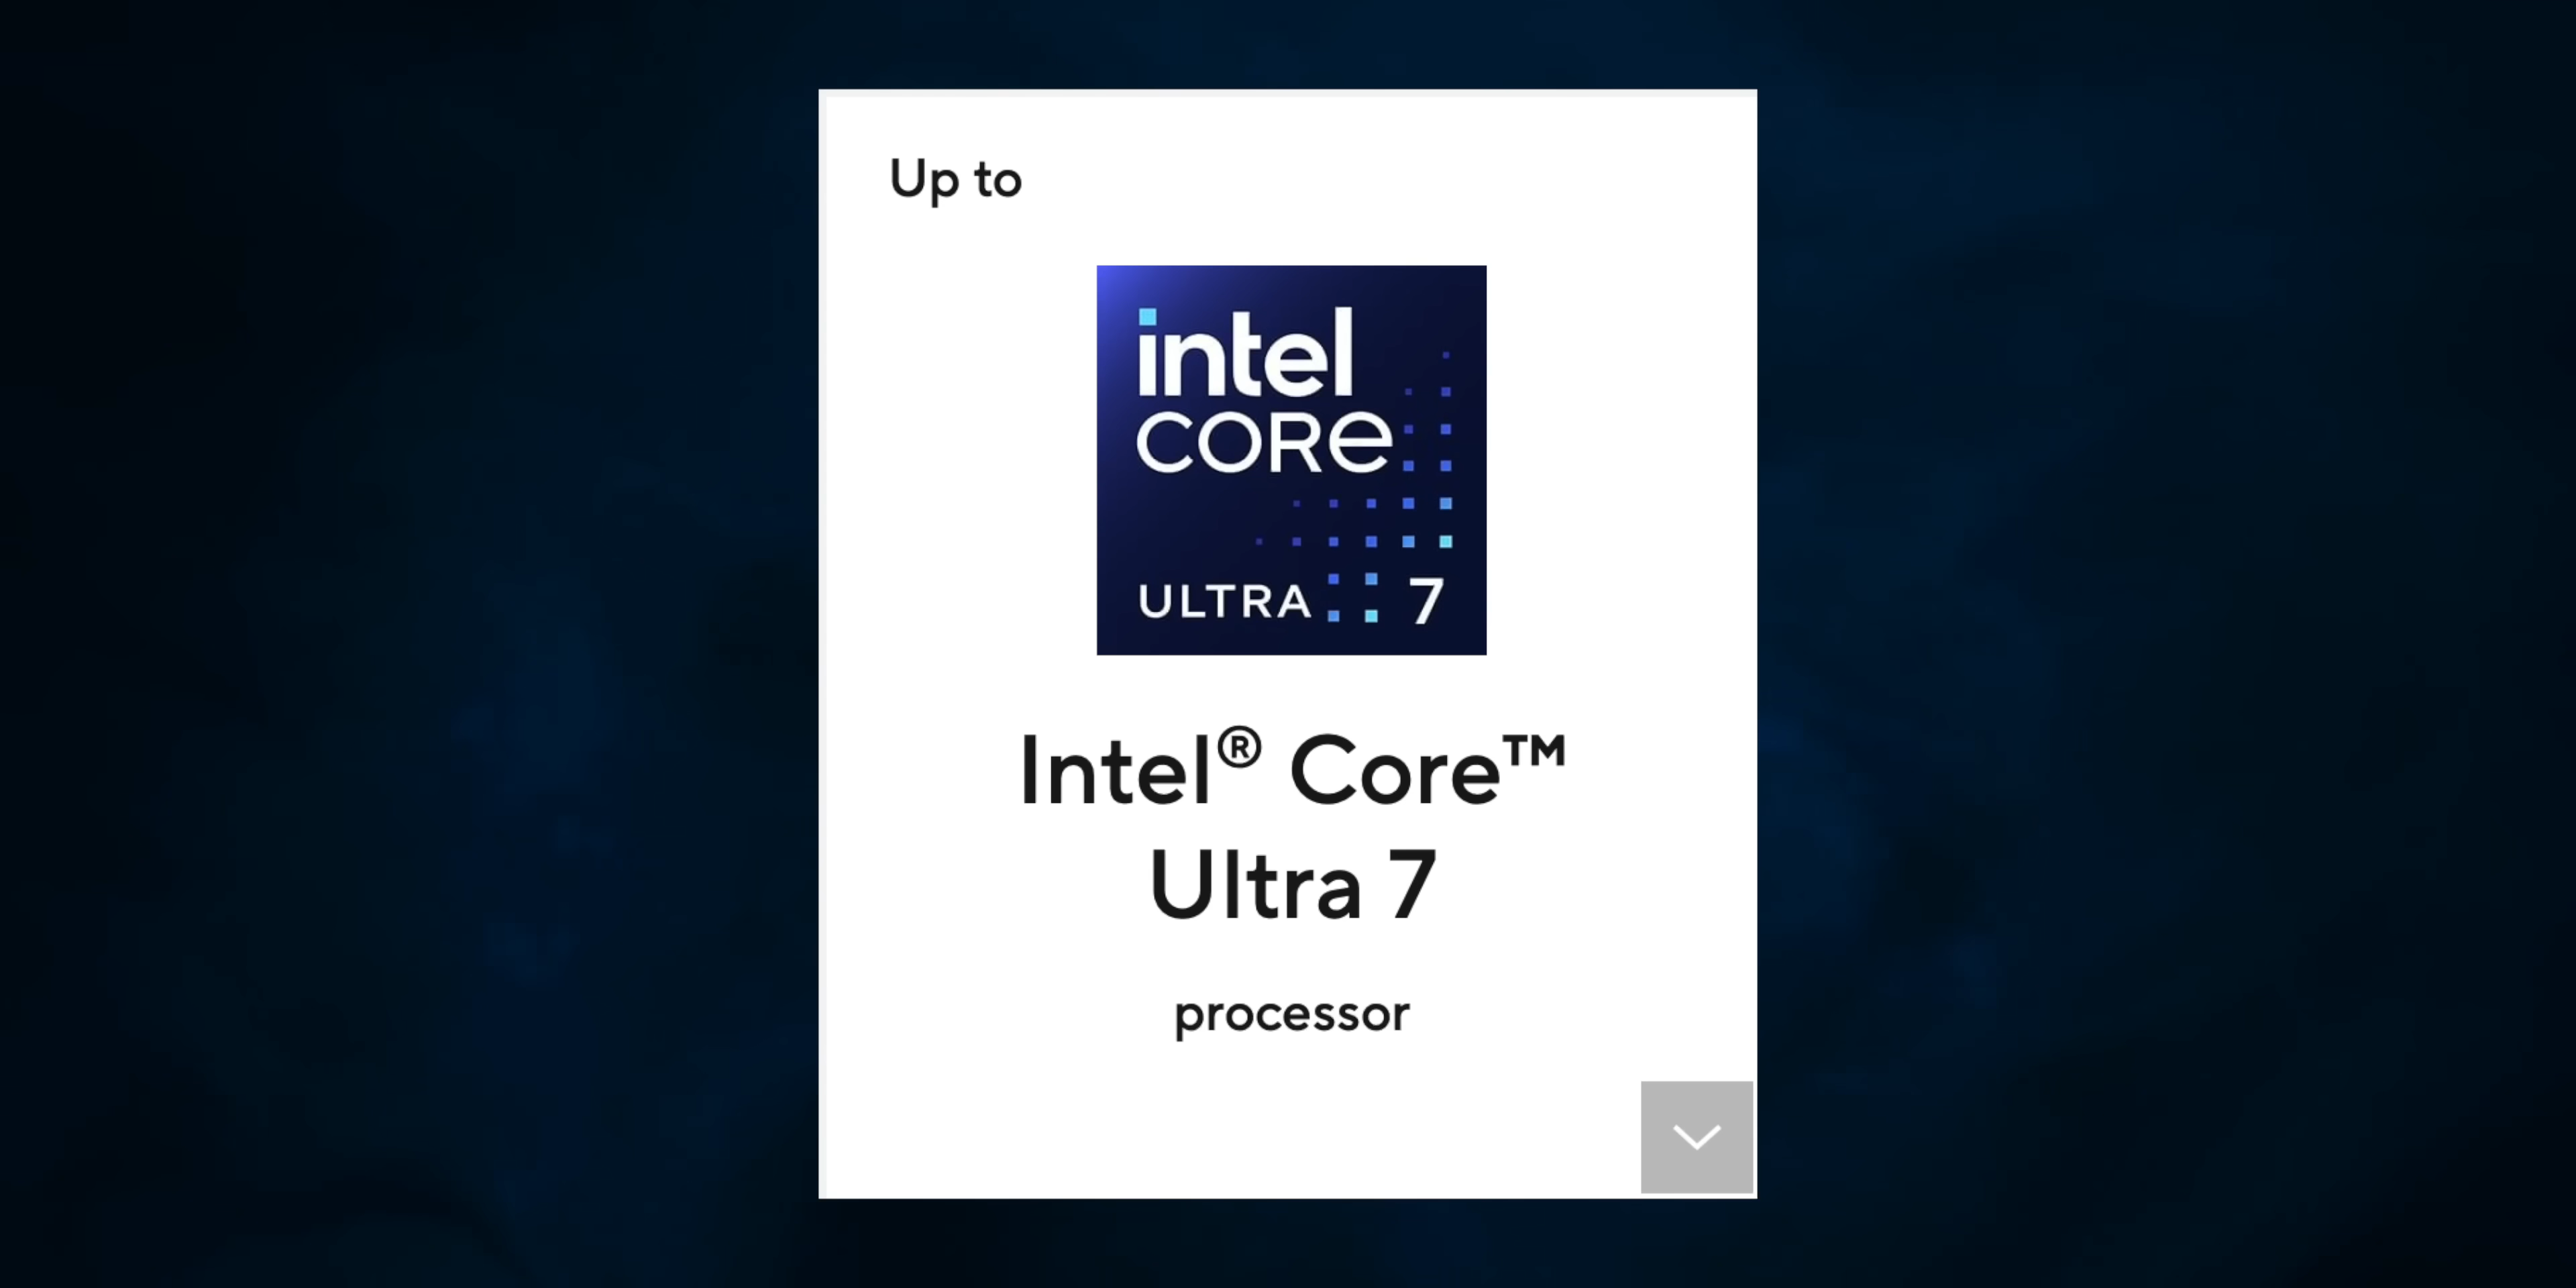 Up to
intel
CORe
ULTRA 7
Intel® Core™
Ultra 7
processor